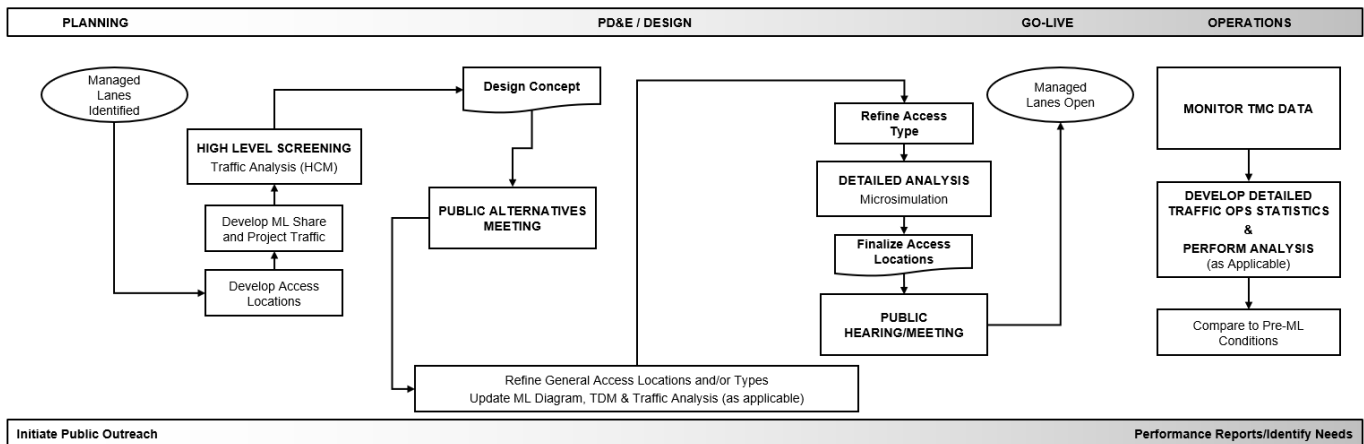 PLANNING
PD&E / DESIGN
GO-LIVE
OPERATIONS
Managed
Lanes
Identified
Develop Access
Locations
Develop ML Share
and Project Traffic
HIGH LEVEL SCREENING
Traffic Analysis (HCM)
Design Concept
PUBLIC ALTERNATIVES
MEETING
Refine General Access Locations and/or Types
Update ML Diagram, TDM & Traffic Analysis (as applicable)
Refine Access
Type
DETAILED ANALYSIS
Microsimulation
Finalize Access
Locations
PUBLIC
HEARING/MEETING
Managed
Lanes Open
MONITOR TMC DATA
DEVELOP DETAILED
TRAFFIC OPS STATISTICS
&
PERFORM ANALYSIS
(as Applicable)
Compare to Pre-ML
Conditions
Initiate Public Outreach
Performance Reports/Identify Needs